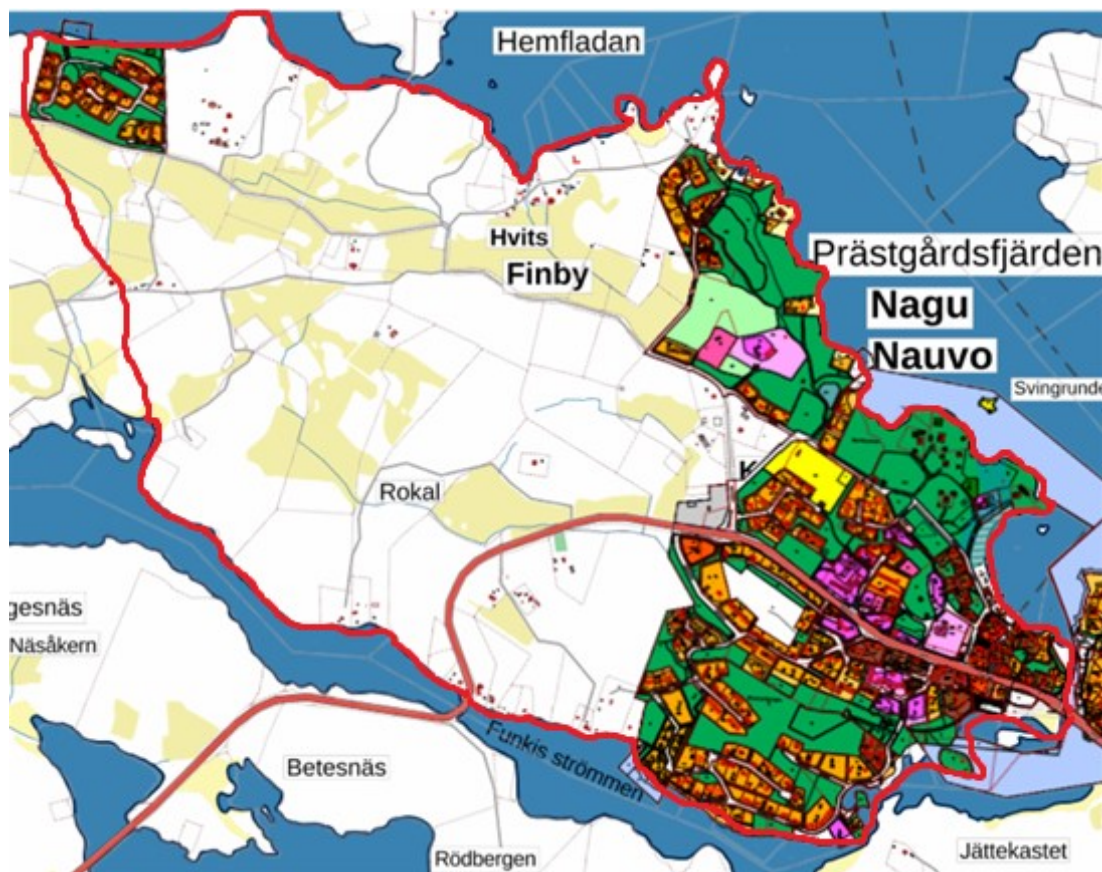 Hemfladan
Prästgårdsfjärden
Hvits
Finby
Nagu
Nauvo
Svingrunde
K
Rokal
gesnäs
Näsåkern
Funkis strömmen
Betesnäs
Rödbergen
Jättekastet